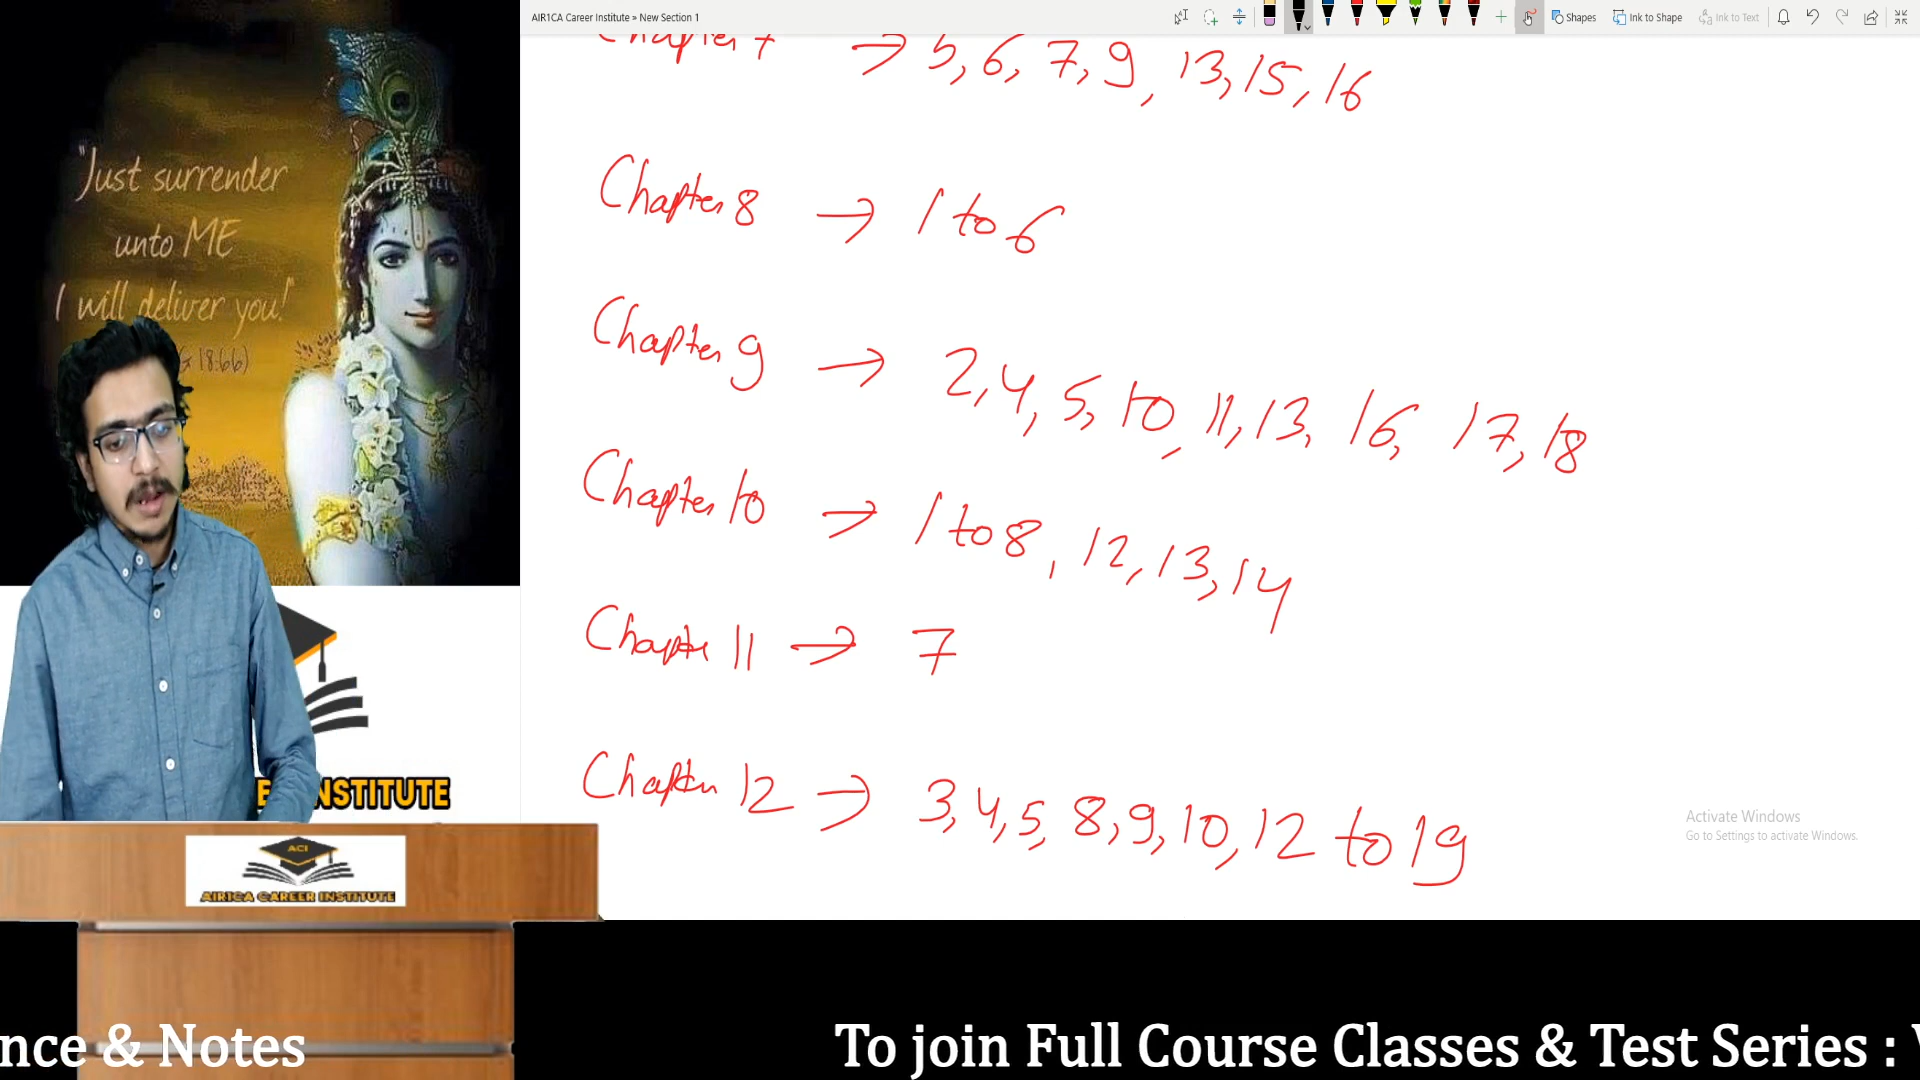 AIR1CA Career Institute » New Section 1
Shapes
Ink to Shape
Ink to Text
Chapter 7 → 5, 6, 7, 9, 13, 15, 16
"Just surrender
unto ME
I will deliver you!"
18.66)
Chapter 8 → 1 to 6
Chapter 9 → 2, 4, 5, 10, 11, 13, 16, 17, 18
Chapter 10 → 1 to 8, 12, 13, 14
Chapter 11 → 7
Chapter 12 → 3, 4, 5, 8, 9, 10, 12 to 19
INSTITUTE
ACI
AIR1CA CAREER INSTITUTE
Activate Windows
Go to Settings to activate Windows.
nce & Notes
To join Full Course Classes & Test Series :